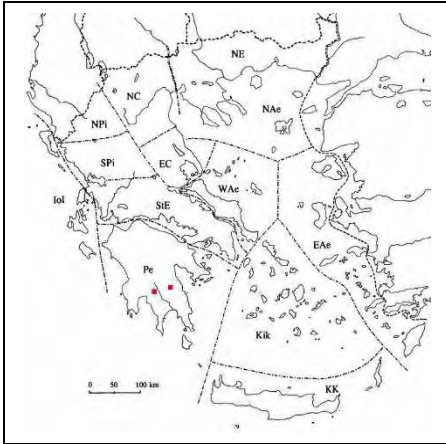 NE
NC
NAe
NPi
SPi
EC
WAe
IoI
StE
EAe
Pe
Kik
KK
0 50 100 km